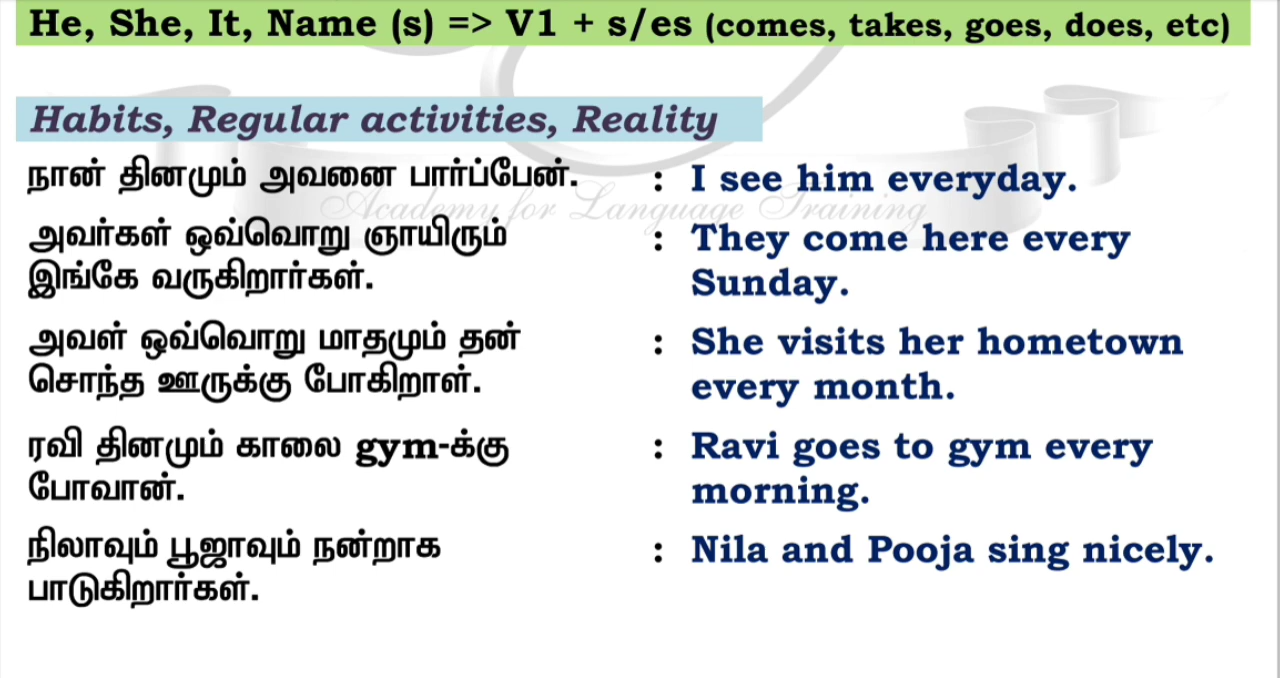 He, She, It, Name (s) => V1 + s/es (comes, takes, goes, does, etc)
Habits, Regular activities, Reality
நான் தினமும் அவனை பார்ப்பேன். : I see him everyday.
Academy for Language Training
அவர்கள் ஒவ்வொறு ஞாயிரும் : They come here every
இங்கே வருகிறார்கள். Sunday.
அவள் ஒவ்வொறு மாதமும் தன் : She visits her hometown
சொந்த ஊருக்கு போகிறாள். every month.
ரவி தினமும் காலை gym-க்கு : Ravi goes to gym every
போவான். morning.
நிலாவும் பூஜாவும் நன்றாக : Nila and Pooja sing nicely.
பாடுகிறார்கள்.